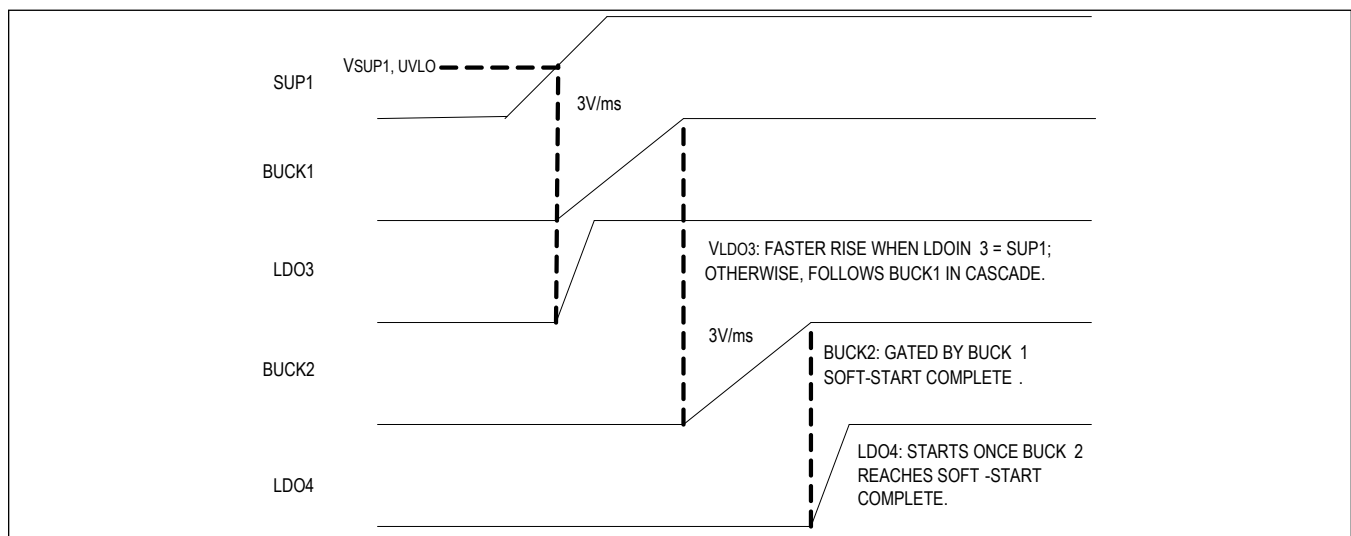 VSUP1, UVLO
SUP1
3V/ms
BUCK1
LDO3
VLDO3: FASTER RISE WHEN LDOIN 3 = SUP1;
OTHERWISE, FOLLOWS BUCK1 IN CASCADE.
3V/ms
BUCK2
BUCK2: GATED BY BUCK 1
SOFT-START COMPLETE .
LDO4
LDO4: STARTS ONCE BUCK 2
REACHES SOFT -START
COMPLETE.